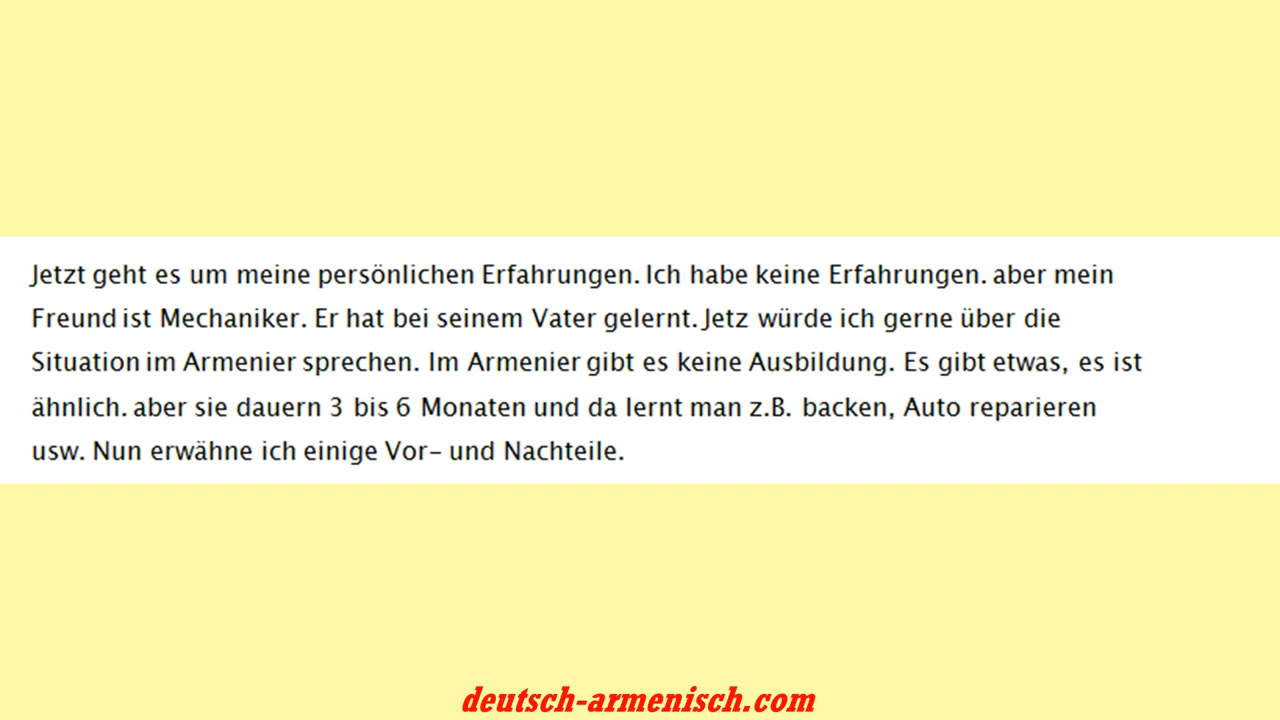 Jetzt geht es um meine persönlichen Erfahrungen. Ich habe keine Erfahrungen. aber mein
Freund ist Mechaniker. Er hat bei seinem Vater gelernt. Jetz würde ich gerne über die
Situation im Armenier sprechen. Im Armenier gibt es keine Ausbildung. Es gibt etwas, es ist
ähnlich. aber sie dauern 3 bis 6 Monaten und da lernt man z.B. backen, Auto reparieren
usw. Nun erwähne ich einige Vor- und Nachteile.
deutsch-armenisch.com